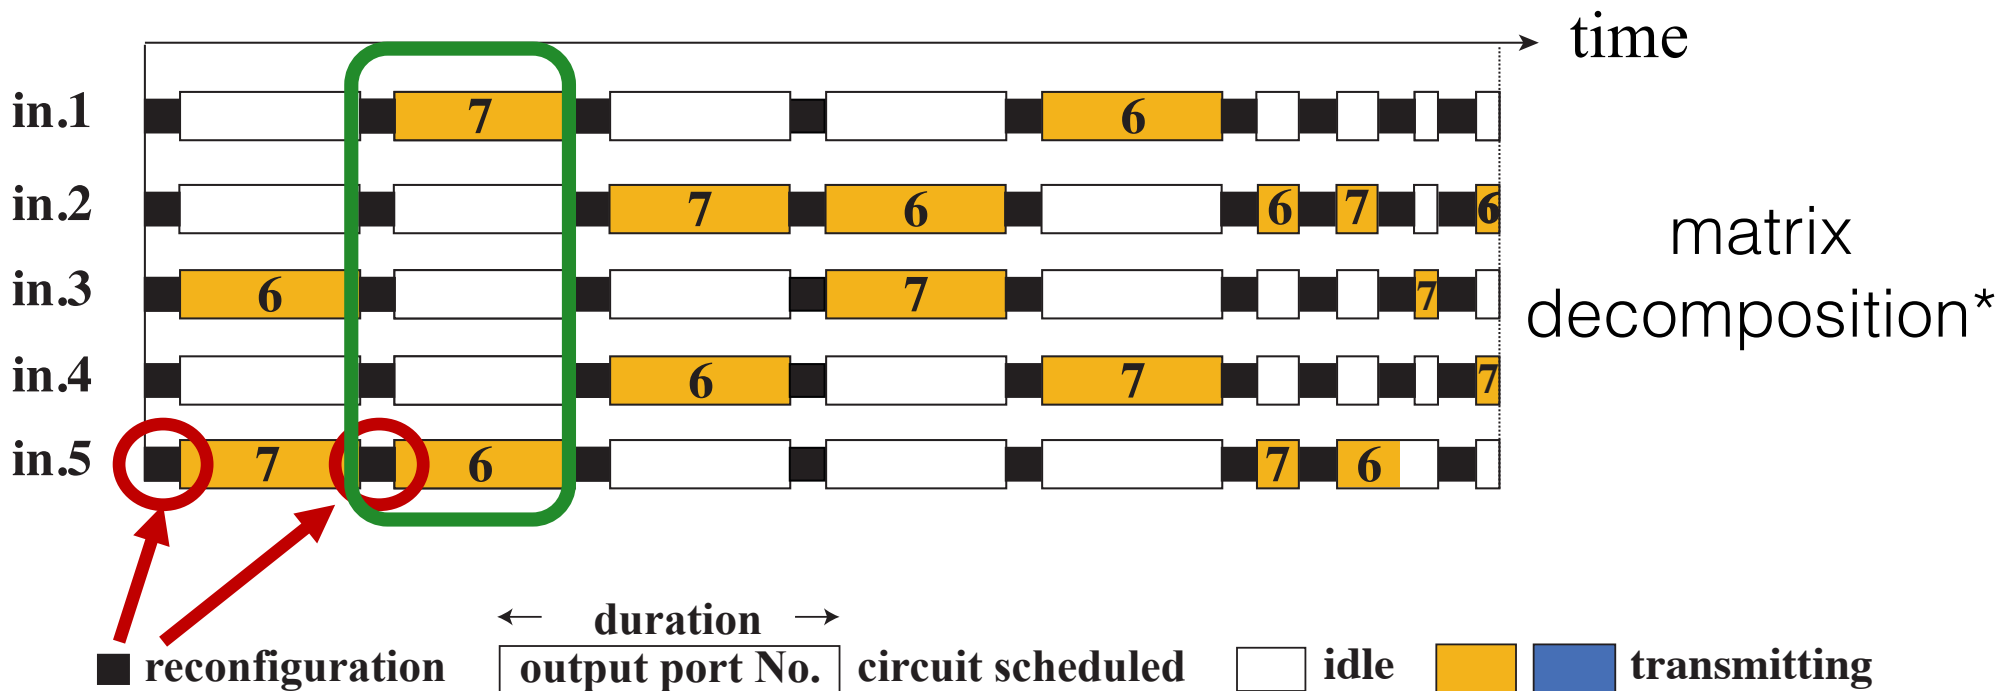 time
in.1 7 6
in.2 7 6 6 7 6
in.3 6 7 7
in.4 6 7 7
in.5 7 6 7 6
matrix
decomposition*
duration
reconfiguration output port No. circuit scheduled idle transmitting